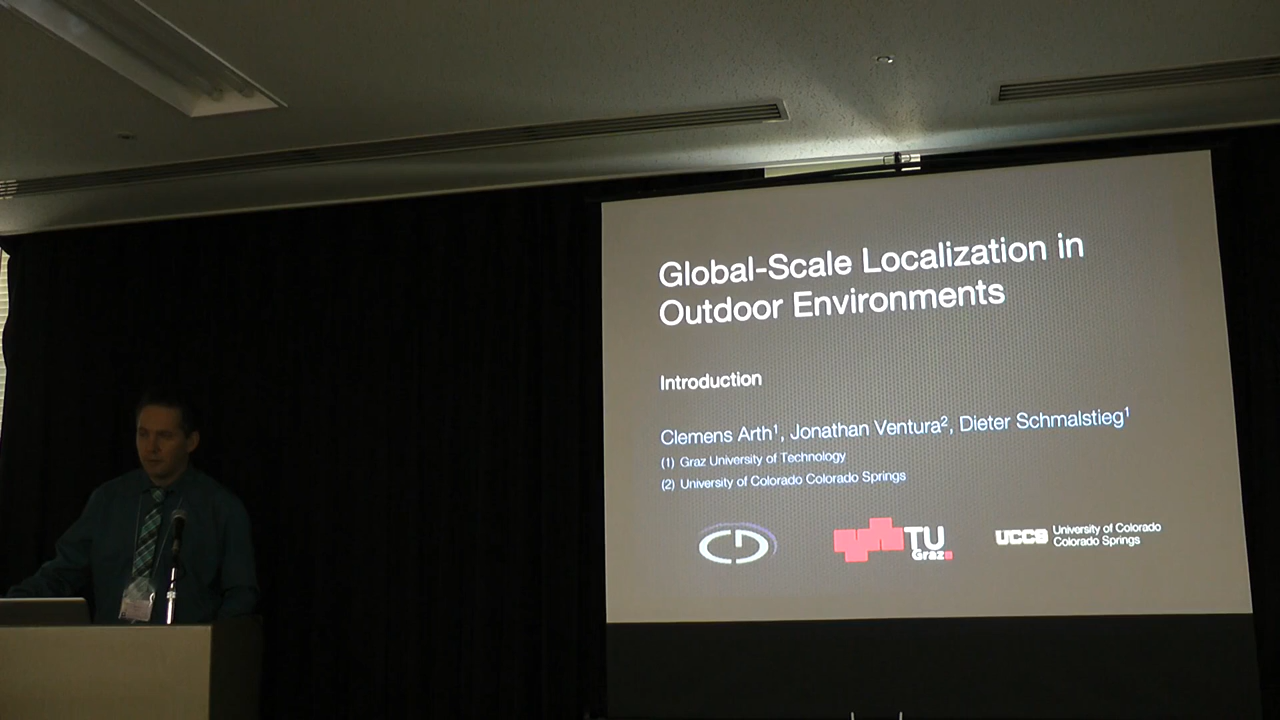 Global-Scale Localization in
Outdoor Environments
Introduction
Clemens Arth¹, Jonathan Ventura², Dieter Schmalstieg¹
(1) Graz University of Technology
(2) University of Colorado Colorado Springs
TU
Graz
UCCS
University of Colorado
Colorado Springs